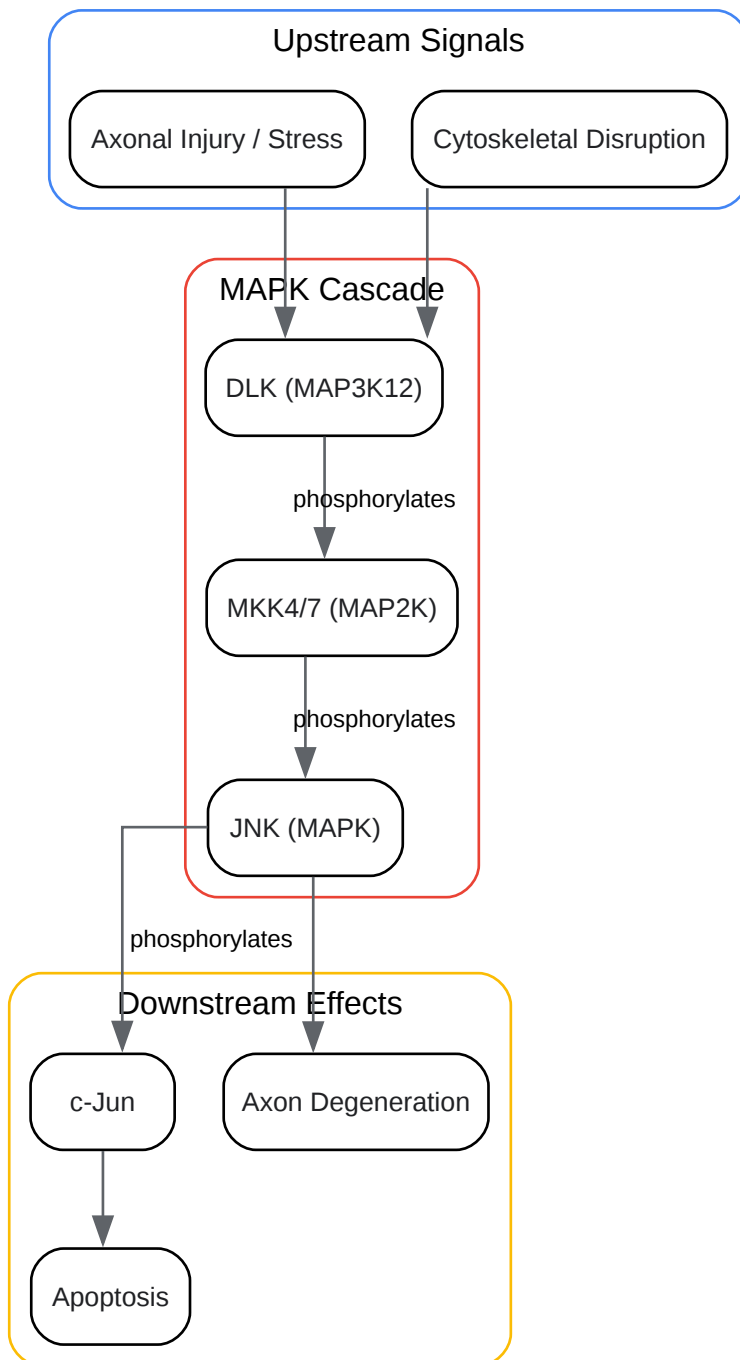 Upstream Signals
Axonal Injury / Stress
Cytoskeletal Disruption
MAPK Cascade
DLK (MAP3K12)
phosphorylates
MKK4/7 (MAP2K)
phosphorylates
JNK (MAPK)
phosphorylates
Downstream Effects
c-Jun
Axon Degeneration
Apoptosis